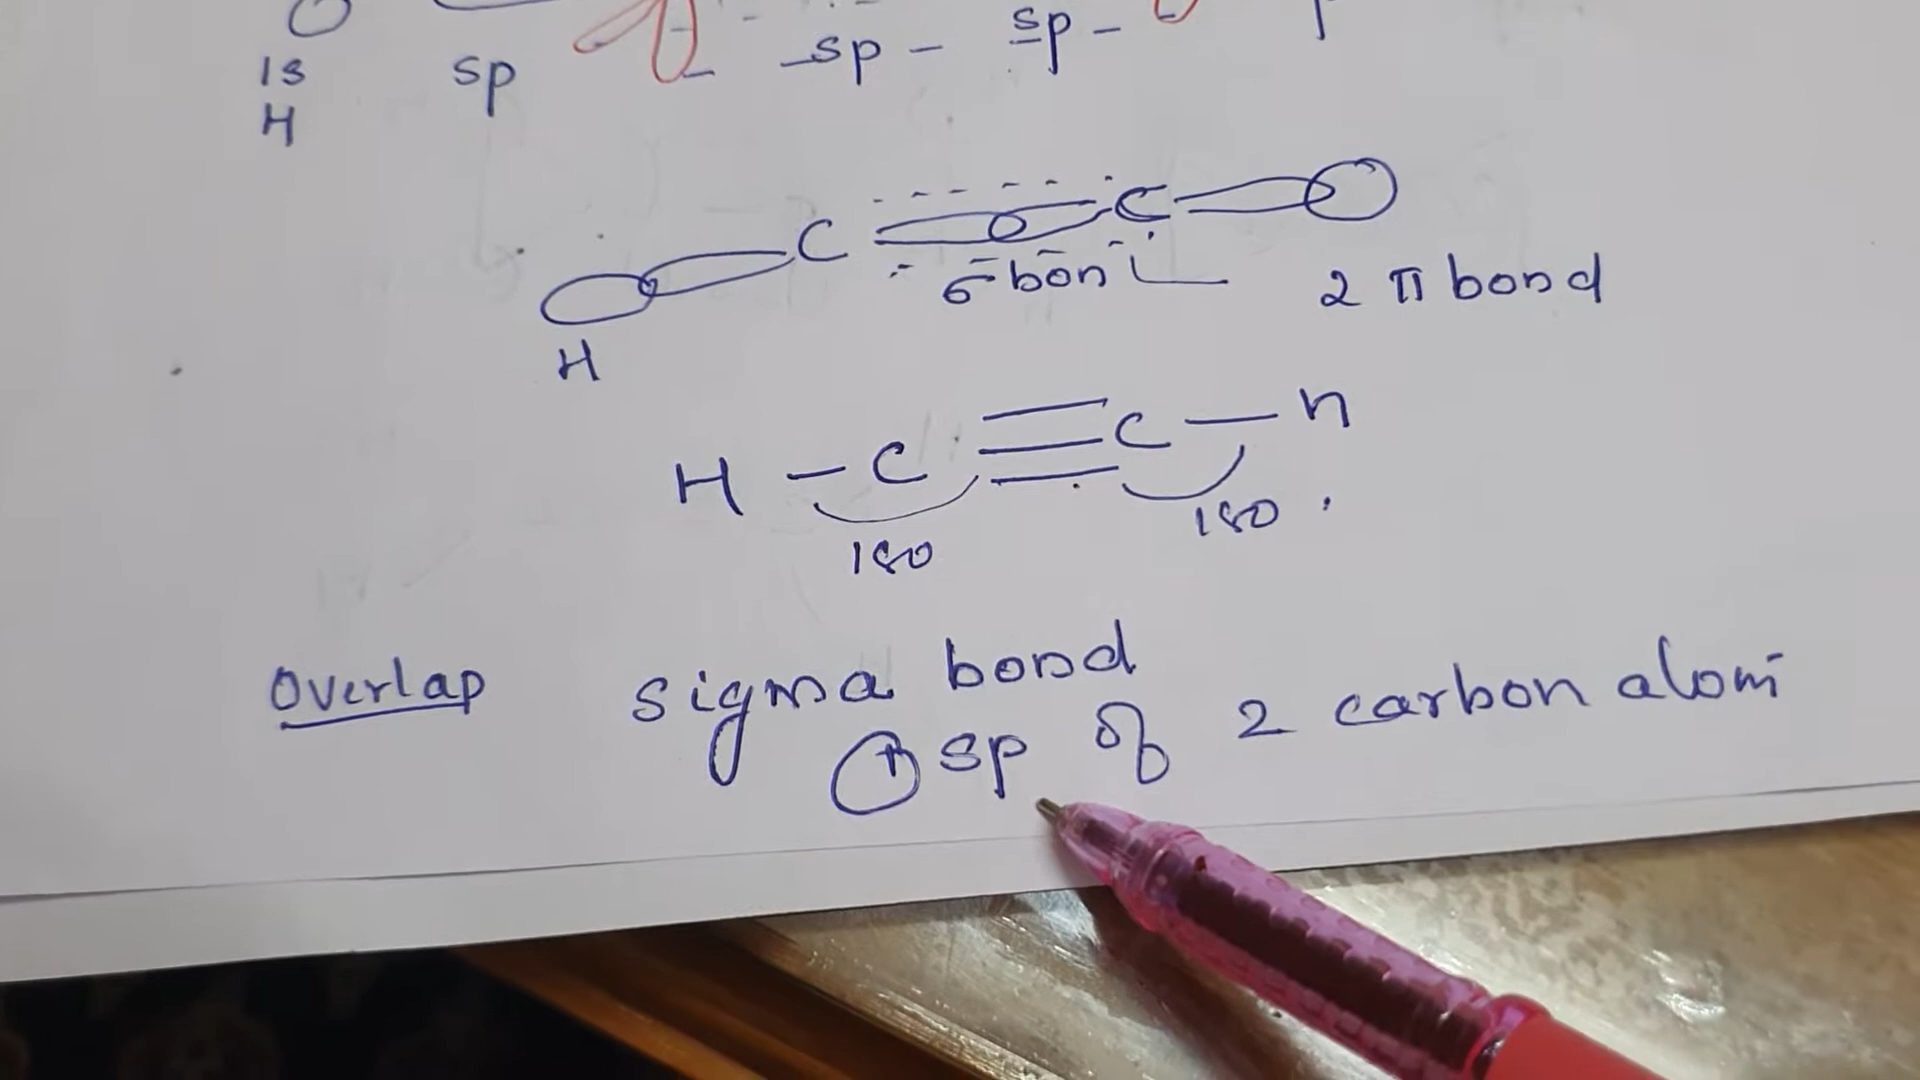 1s sp - sp - sp -
H
C C
σ bon 2 π bond
H
H - C ≡ C - H
180 180
Overlap sigma bond
1 sp of 2 carbon atom